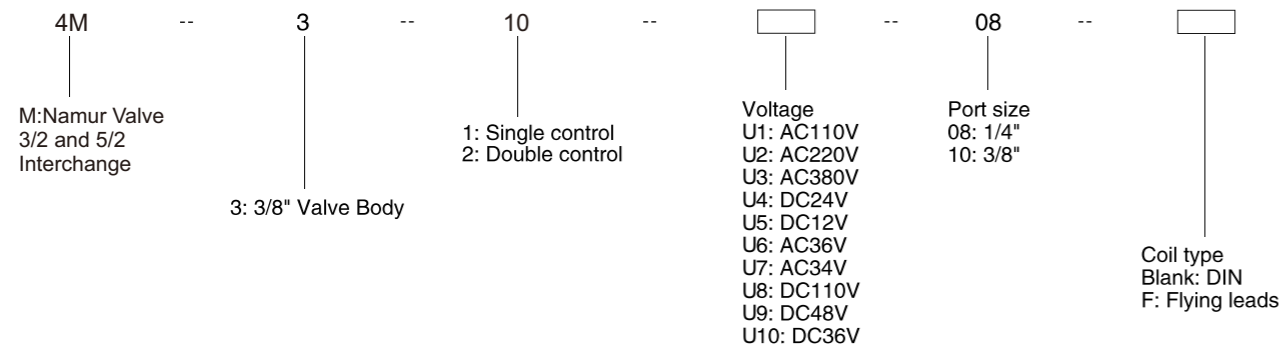 4M -- 3 -- 10 -- -- 08 --
M:Namur Valve
3/2 and 5/2
Interchange
3: 3/8" Valve Body
1: Single control
2: Double control
Voltage
U1: AC110V
U2: AC220V
U3: AC380V
U4: DC24V
U5: DC12V
U6: AC36V
U7: AC34V
U8: DC110V
U9: DC48V
U10: DC36V
Port size
08: 1/4"
10: 3/8"
Coil type
Blank: DIN
F: Flying leads